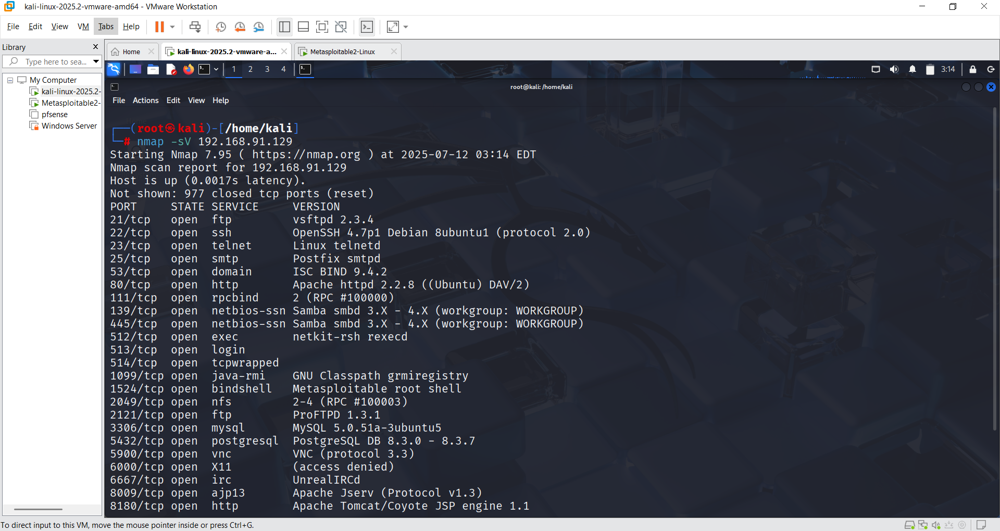 kali-linux-2025.2-vmware-amd64 - VMware Workstation
File Edit View VM Tabs Help
Library
Type here to sea...
My Computer
kali-linux-2025.2-
Metasploitable2-
pfsense
Windows Server
Home kali-linux-2025.2-vmware-a... Metasploitable2-Linux
1 2 3 4 3:14
root@kali: /home/kali
File Actions Edit View Help
┌──(root㉿kali)-[/home/kali]
└─# nmap -sV 192.168.91.129
Starting Nmap 7.95 ( https://nmap.org ) at 2025-07-12 03:14 EDT
Nmap scan report for 192.168.91.129
Host is up (0.0017s latency).
Not shown: 977 closed tcp ports (reset)
PORT STATE SERVICE VERSION
21/tcp open ftp vsftpd 2.3.4
22/tcp open ssh OpenSSH 4.7p1 Debian 8ubuntu1 (protocol 2.0)
23/tcp open telnet Linux telnetd
25/tcp open smtp Postfix smtpd
53/tcp open domain ISC BIND 9.4.2
80/tcp open http Apache httpd 2.2.8 ((Ubuntu) DAV/2)
111/tcp open rpcbind 2 (RPC #100000)
139/tcp open netbios-ssn Samba smbd 3.X - 4.X (workgroup: WORKGROUP)
445/tcp open netbios-ssn Samba smbd 3.X - 4.X (workgroup: WORKGROUP)
512/tcp open exec netkit-rsh rexecd
513/tcp open login
514/tcp open tcpwrapped
1099/tcp open java-rmi GNU Classpath grmiregistry
1524/tcp open bindshell Metasploitable root shell
2049/tcp open nfs 2-4 (RPC #100003)
2121/tcp open ftp ProFTPD 1.3.1
3306/tcp open mysql MySQL 5.0.51a-3ubuntu5
5432/tcp open postgresql PostgreSQL DB 8.3.0 - 8.3.7
5900/tcp open vnc VNC (protocol 3.3)
6000/tcp open X11 (access denied)
6667/tcp open irc UnrealIRCd
8009/tcp open ajp13 Apache Jserv (Protocol v1.3)
8180/tcp open http Apache Tomcat/Coyote JSP engine 1.1
To direct input to this VM, move the mouse pointer inside or press Ctrl+G.